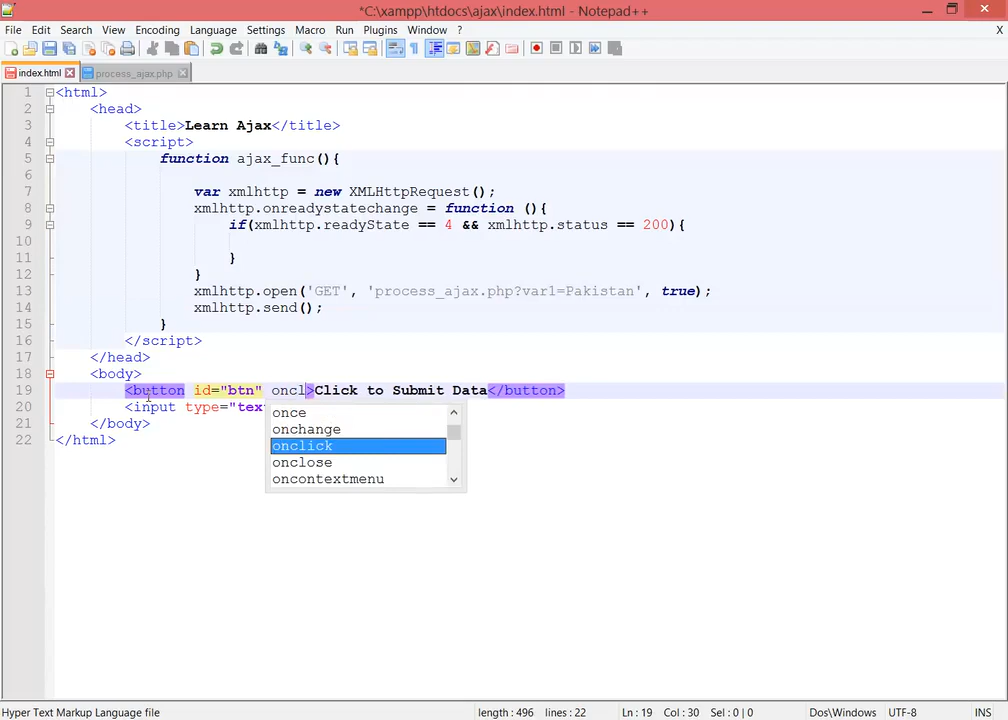 *C:\xampp\htdocs\ajax\index.html - Notepad++
File Edit Search View Encoding Language Settings Macro Run Plugins Window ? X
index.html process_ajax.php
1 <html>
2 <head>
3 <title>Learn Ajax</title>
4 <script>
5 function ajax_func(){
6
7 var xmlhttp = new XMLHttpRequest();
8 xmlhttp.onreadystatechange = function (){
9 if(xmlhttp.readyState == 4 && xmlhttp.status == 200){
10
11 }
12 }
13 xmlhttp.open('GET', 'process_ajax.php?var1=Pakistan', true);
14 xmlhttp.send();
15 }
16 </script>
17 </head>
18 <body>
19 <button id="btn" oncl>Click to Submit Data</button>
20 <input type="tex
21 </body>
22 </html>
once
onchange
onclick
onclose
oncontextmenu
Hyper Text Markup Language file length : 496 lines : 22 Ln : 19 Col : 30 Sel : 0 | 0 Dos\Windows UTF-8 INS